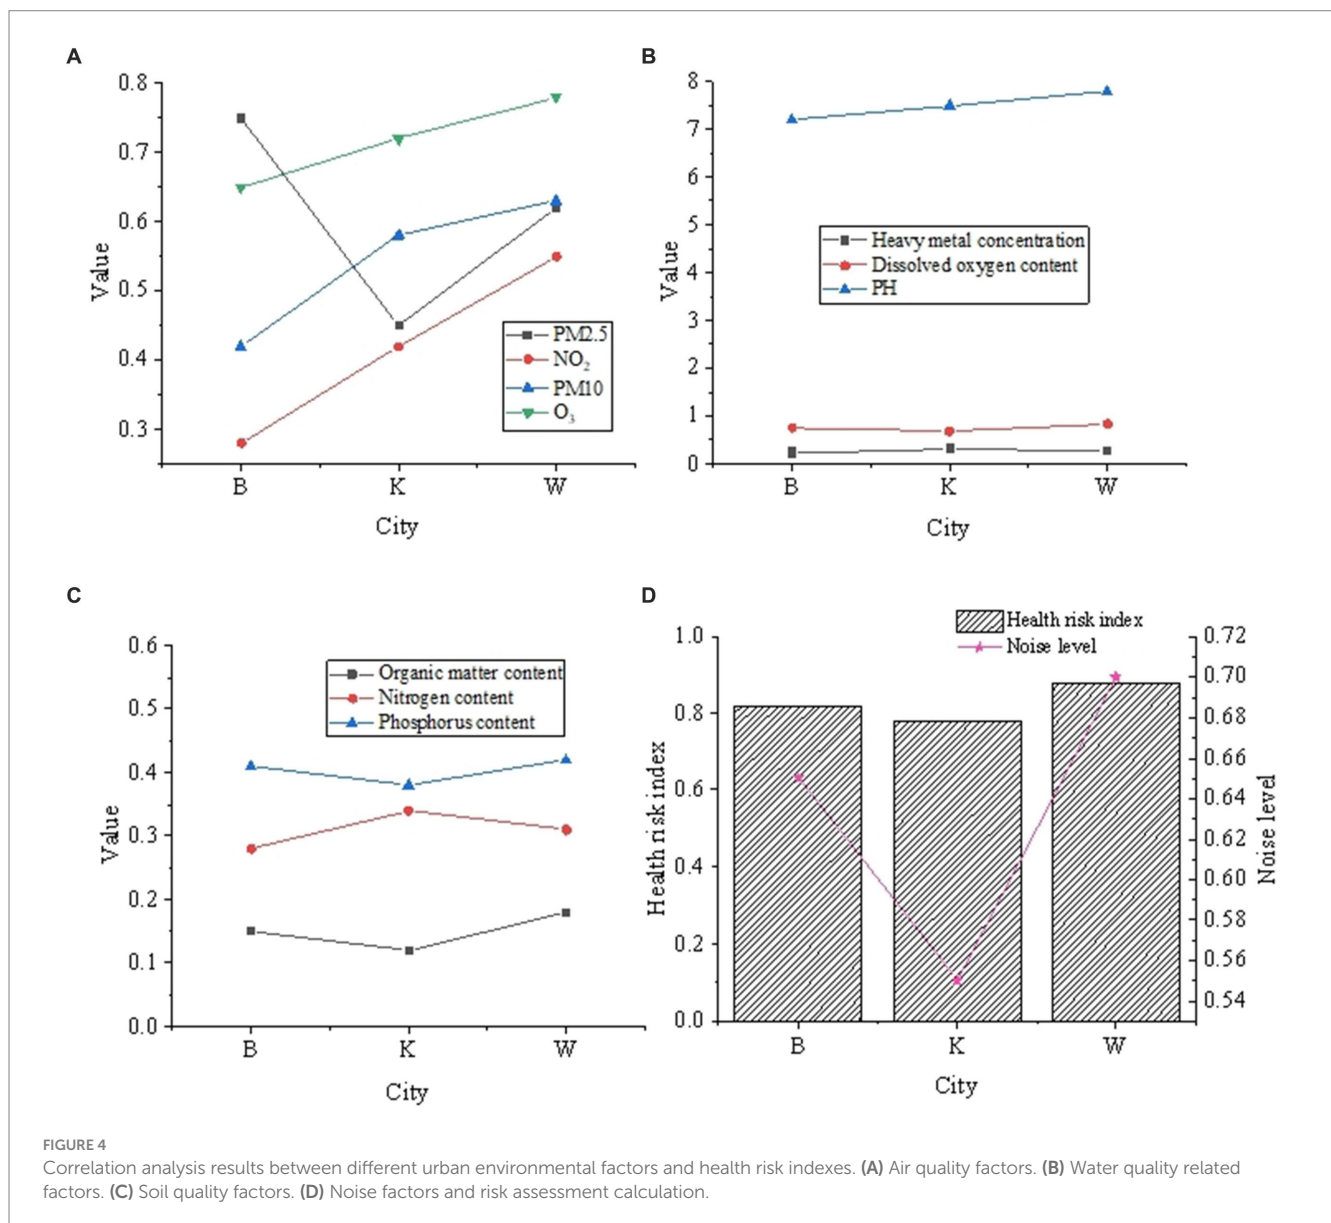 A
Value
0.8
0.7
0.6
0.5
0.4
0.3
PM2.5
NO2
PM10
O3
B K W
City
B
Value
8
7
6
5
4
3
2
1
0
Heavy metal concentration
Dissolved oxygen content
PH
B K W
City
C
Value
0.6
0.5
0.4
0.3
0.2
0.1
0.0
Organic matter content
Nitrogen content
Phosphorus content
B K W
City
D
Health risk index
Noise level
Health risk index
1.0
0.8
0.6
0.4
0.2
0.0
0.72
0.70
0.68
0.66
0.64
0.62
0.60
0.58
0.56
0.54
Noise level
B K W
City
FIGURE 4
Correlation analysis results between different urban environmental factors and health risk indexes. (A) Air quality factors. (B) Water quality related
factors. (C) Soil quality factors. (D) Noise factors and risk assessment calculation.